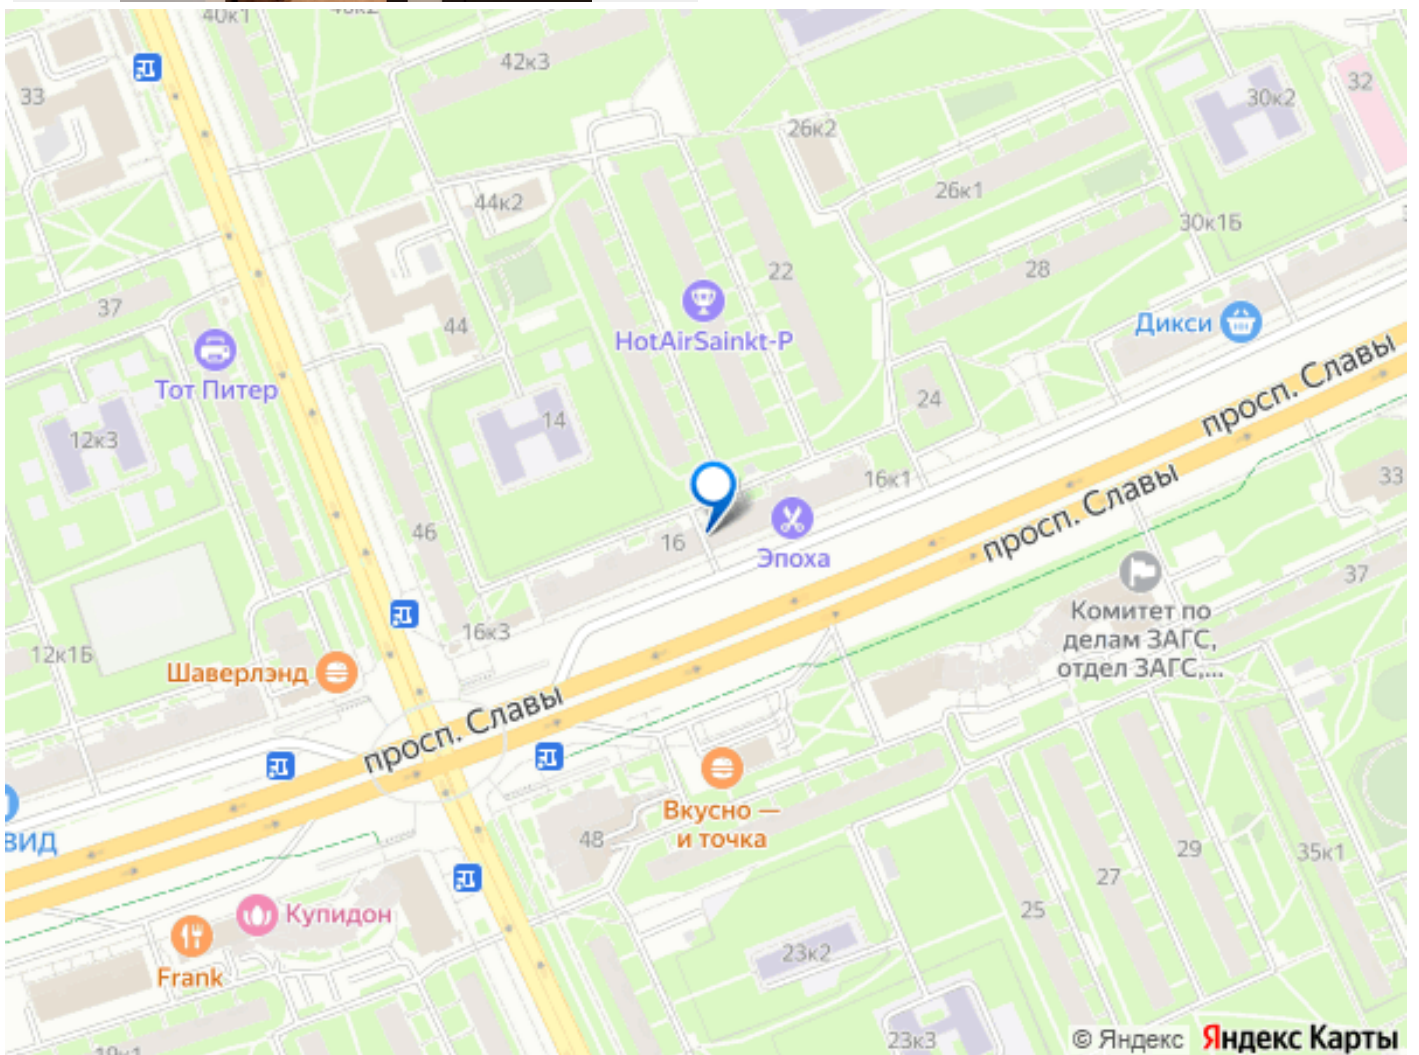 40к1
42к3
33
30к2
32
26к2
26к1
44к2
30к1Б
22
28
37
44
HotAirSainkt-P
Дикси
просп. Славы
Тот Питер
24
14
12к3
16к1
33
просп. Славы
46
16
Эпоха
37
Комитет по
делам ЗАГС,
отдел ЗАГС,...
16к3
12к1Б
Шаверлэнд
просп. Славы
Вкусно —
и точка
48
ВИД
29
35к1
27
25
Купидон
Frank
23к2
23к3
19к1
© Яндекс Яндекс Карты